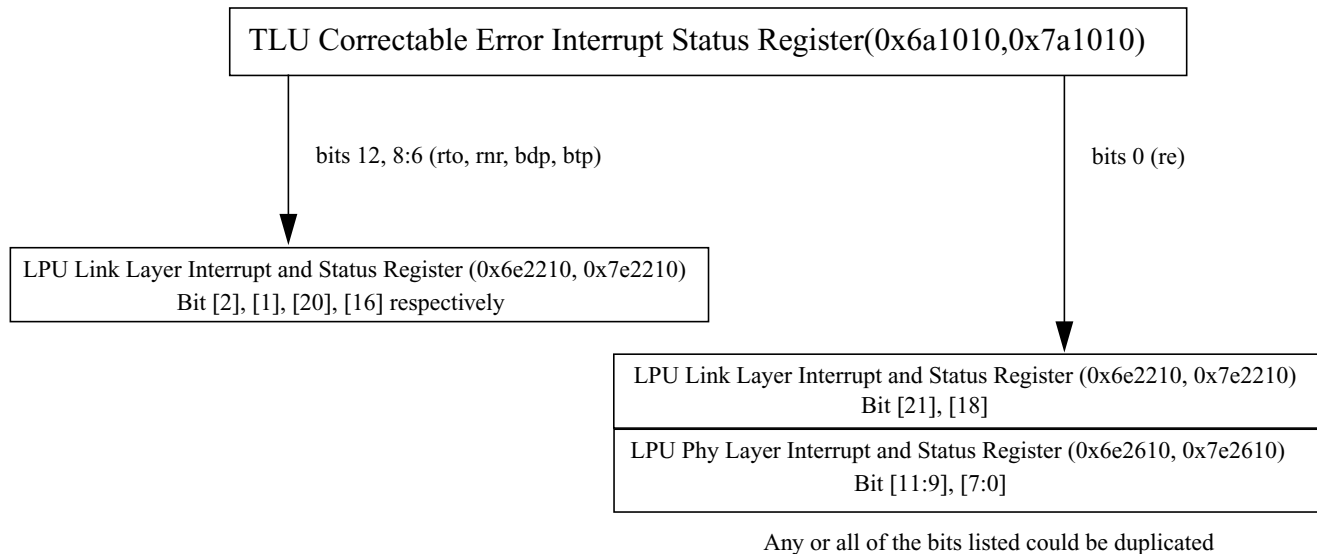 TLU Correctable Error Interrupt Status Register(0x6a1010,0x7a1010)
bits 12, 8:6 (rto, rnr, bdp, btp)
bits 0 (re)
LPU Link Layer Interrupt and Status Register (0x6e2210, 0x7e2210)
Bit [2], [1], [20], [16] respectively
LPU Link Layer Interrupt and Status Register (0x6e2210, 0x7e2210)
Bit [21], [18]
LPU Phy Layer Interrupt and Status Register (0x6e2610, 0x7e2610)
Bit [11:9], [7:0]
Any or all of the bits listed could be duplicated